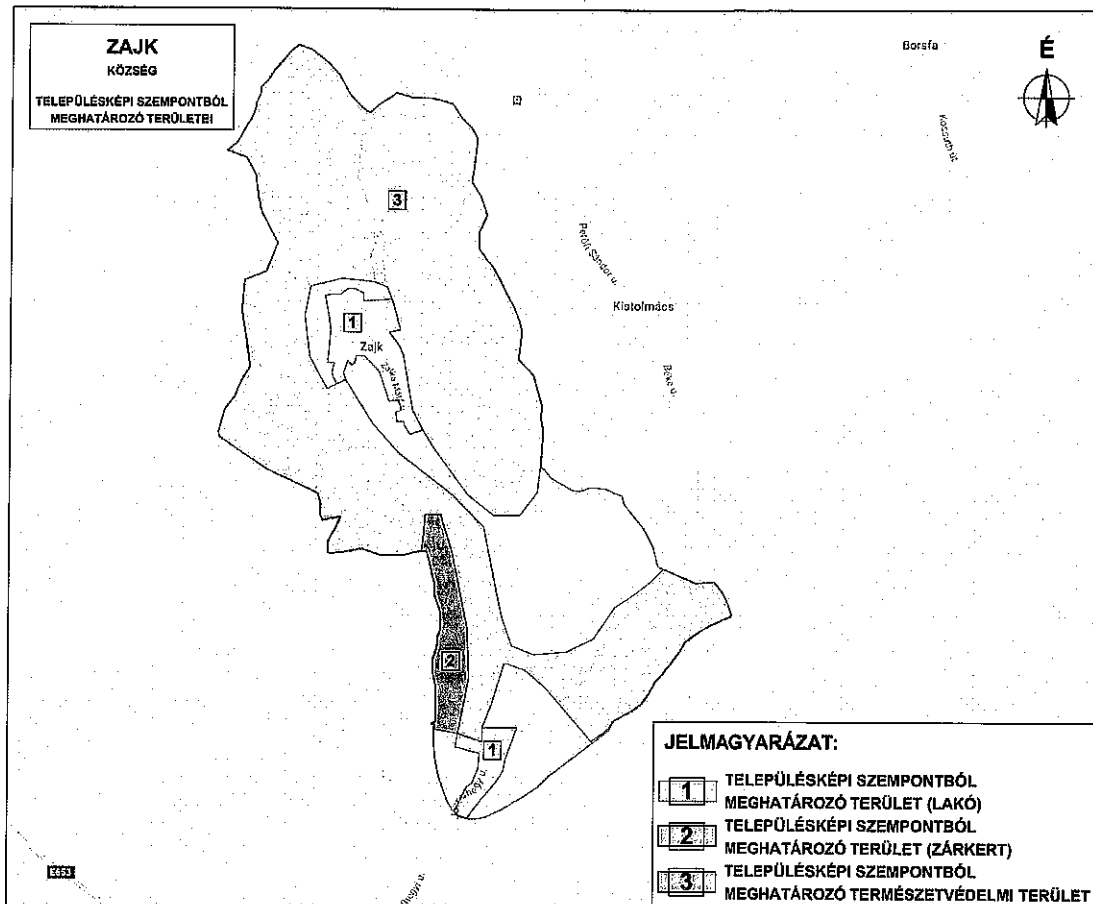 ZAJK
KÖZSÉG
TELEPÜLÉSKÉPI SZEMPONTBÓL
MEGHATÁROZÓ TERÜLETEI
Borsfa
É
Kossuth út
3
Petőfi Sándor u.
Kistolmács
1
Zajk
Béke u.
2
1
E653
JELMAGYARÁZAT:
1 TELEPÜLÉSKÉPI SZEMPONTBÓL
MEGHATÁROZÓ TERÜLET (LAKÓ)
2 TELEPÜLÉSKÉPI SZEMPONTBÓL
MEGHATÁROZÓ TERÜLET (ZÁRKERT)
3 TELEPÜLÉSKÉPI SZEMPONTBÓL
MEGHATÁROZÓ TERMÉSZETVÉDELMI TERÜLET